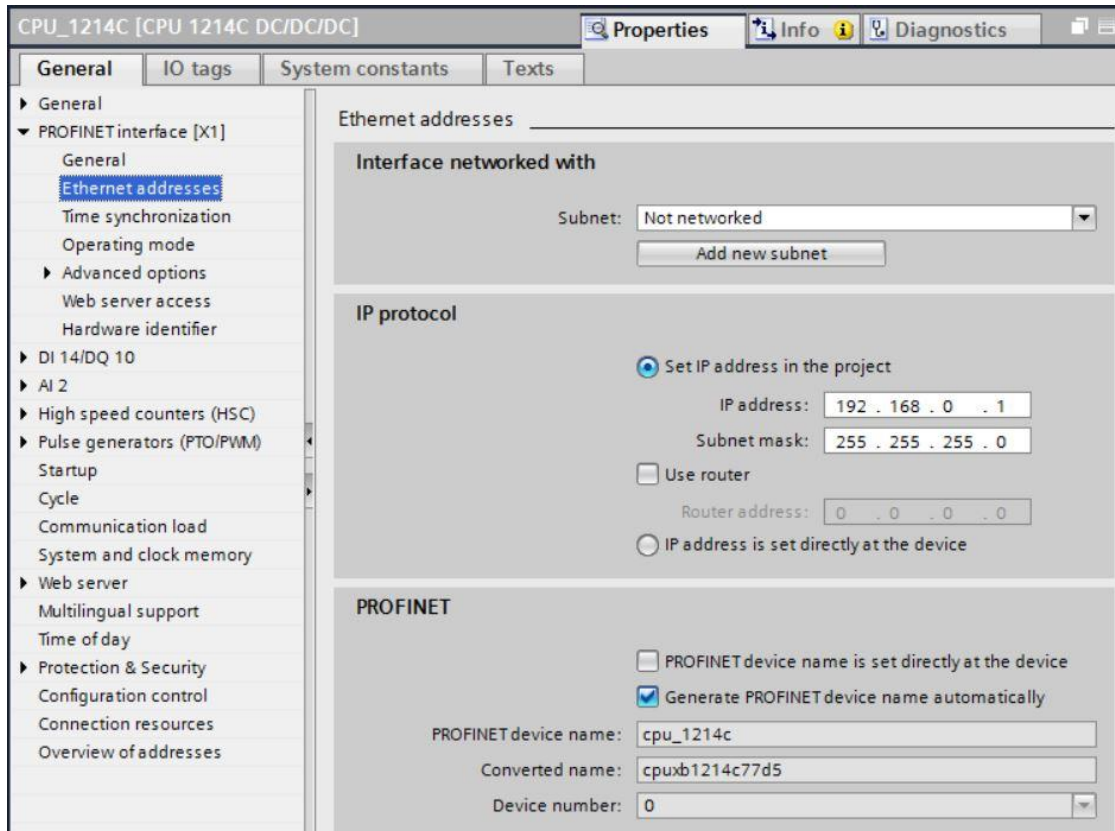 CPU_1214C [CPU 1214C DC/DC/DC]
Properties
Info
Diagnostics
General
IO tags
System constants
Texts
General
PROFINET interface [X1]
General
Ethernet addresses
Time synchronization
Operating mode
Advanced options
Web server access
Hardware identifier
DI 14/DQ 10
AI 2
High speed counters (HSC)
Pulse generators (PTO/PWM)
Startup
Cycle
Communication load
System and clock memory
Web server
Multilingual support
Time of day
Protection & Security
Configuration control
Connection resources
Overview of addresses
Ethernet addresses
Interface networked with
Subnet: Not networked
Add new subnet
IP protocol
Set IP address in the project
IP address: 192 . 168 . 0 . 1
Subnet mask: 255 . 255 . 255 . 0
Use router
Router address: 0 . 0 . 0 . 0
IP address is set directly at the device
PROFINET
PROFINET device name is set directly at the device
Generate PROFINET device name automatically
PROFINET device name: cpu_1214c
Converted name: cpuxb1214c77d5
Device number: 0